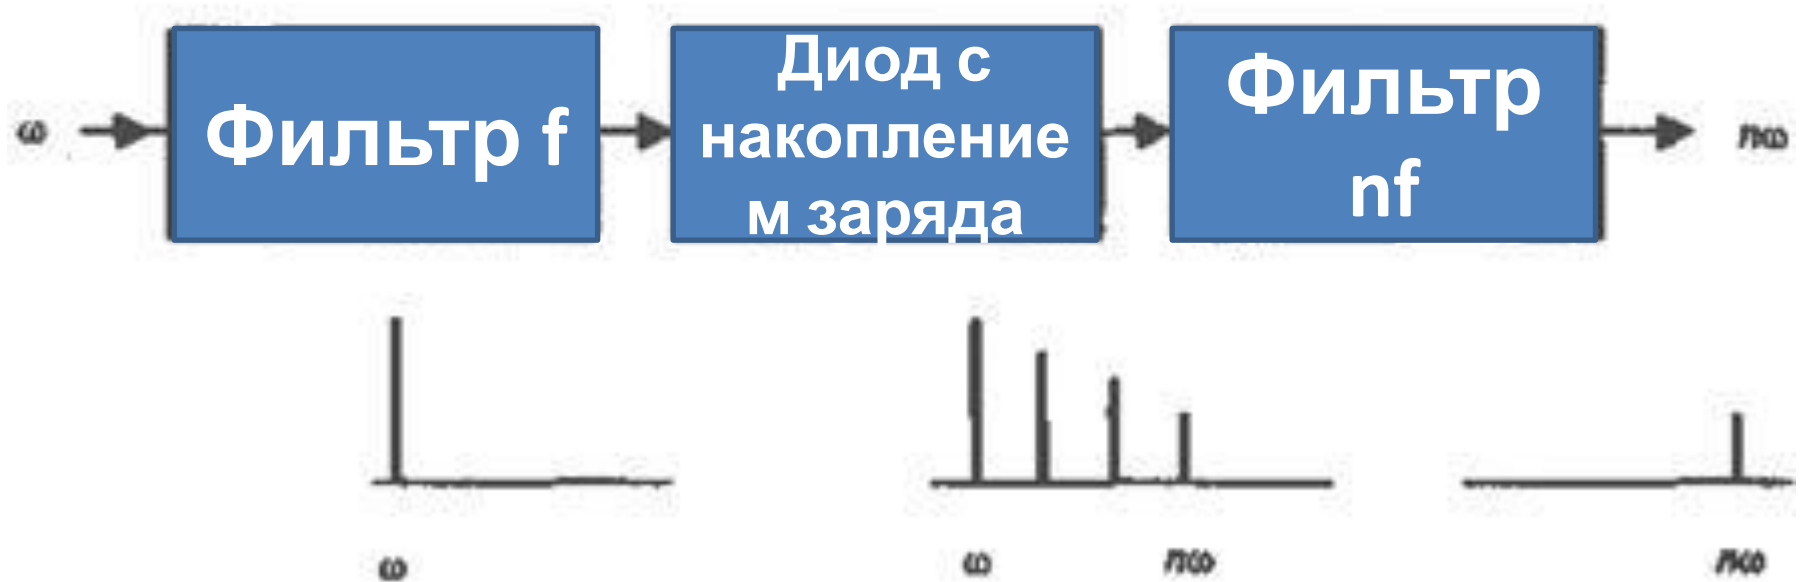 ω
Фильтр f
Диод с
накопление
м заряда
Фильтр
nf
nω
ω
ω
nω
nω